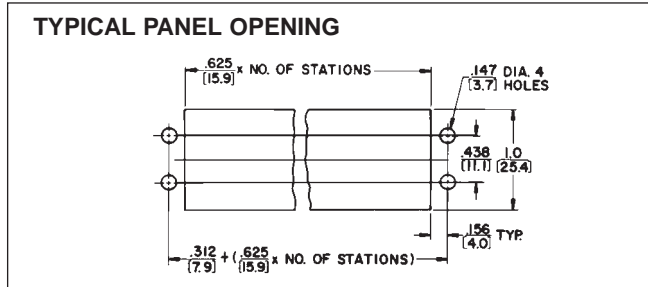 TYPICAL PANEL OPENING
.625
[15.9]
x NO. OF STATIONS
.147 DIA. 4
[3.7] HOLES
.438
[11.1]
1.0
[25.4]
.156
[4.0]
TYP.
.312
[7.9]
+ (
.625
[15.9]
x NO. OF STATIONS)